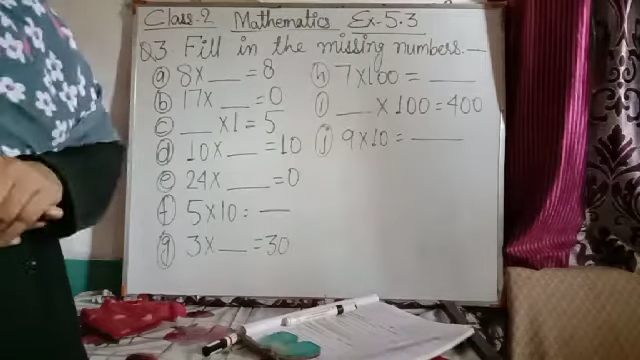 Class-2 Mathematics Ex-5.3
Q3 Fill in the missing numbers.—
(a) 8× ___ = 8
(b) 17× ___ = 0
(c) ___ ×1 = 5
(d) 10× ___ = 10
(e) 24× ___ = 0
(f) 5×10 = ___
(g) 3× ___ = 30
(h) 7×100 = ___
(i) ___ ×100=400
(j) 9×10 = ___